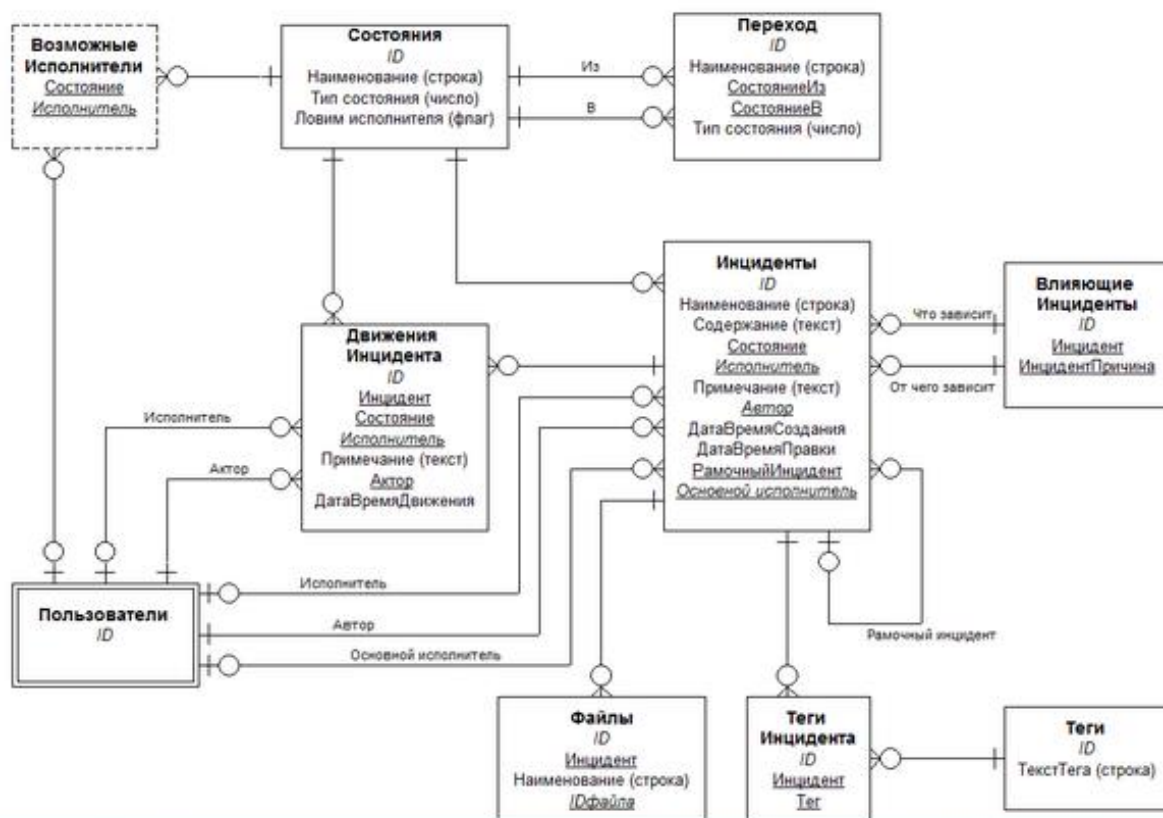 Возможные
Исполнители
Состояние
Исполнитель
Состояния
ID
Наименование (строка)
Тип состояния (число)
Ловим исполнителя (флаг)
Из
В
Переход
ID
Наименование (строка)
СостояниеИз
СостояниеВ
Тип состояния (число)
Инциденты
ID
Наименование (строка)
Содержание (текст)
Состояние
Исполнитель
Примечание (текст)
Автор
ДатаВремяСоздания
ДатаВремяПравки
РамочныйИнцидент
Основной исполнитель
Что зависит
От чего зависит
Влияющие
Инциденты
ID
Инцидент
ИнцидентПричина
Движения
Инцидента
ID
Инцидент
Состояние
Исполнитель
Примечание (текст)
Актор
ДатаВремяДвижения
Исполнитель
Актор
Пользователи
ID
Исполнитель
Автор
Основной исполнитель
Рамочный инцидент
Файлы
ID
Инцидент
Наименование (строка)
IDфайла
Теги
Инцидента
ID
Инцидент
Тег
Теги
ID
ТекстТега (строка)